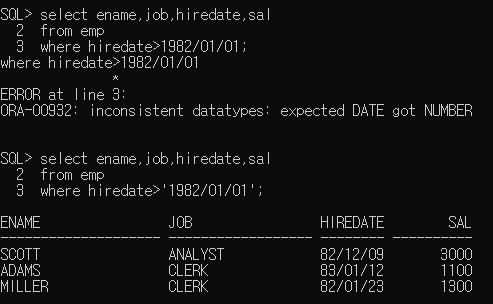 SQL> select ename,job,hiredate,sal
  2  from emp
  3  where hiredate>1982/01/01;
where hiredate>1982/01/01
               *
ERROR at line 3:
ORA-00932: inconsistent datatypes: expected DATE got NUMBER
SQL> select ename,job,hiredate,sal
  2  from emp
  3  where hiredate>'1982/01/01';
ENAME                JOB                HIREDATE        SAL
-------------------- ------------------ -------- ----------
SCOTT                ANALYST            82/12/09       3000
ADAMS                CLERK              83/01/12       1100
MILLER               CLERK              82/01/23       1300